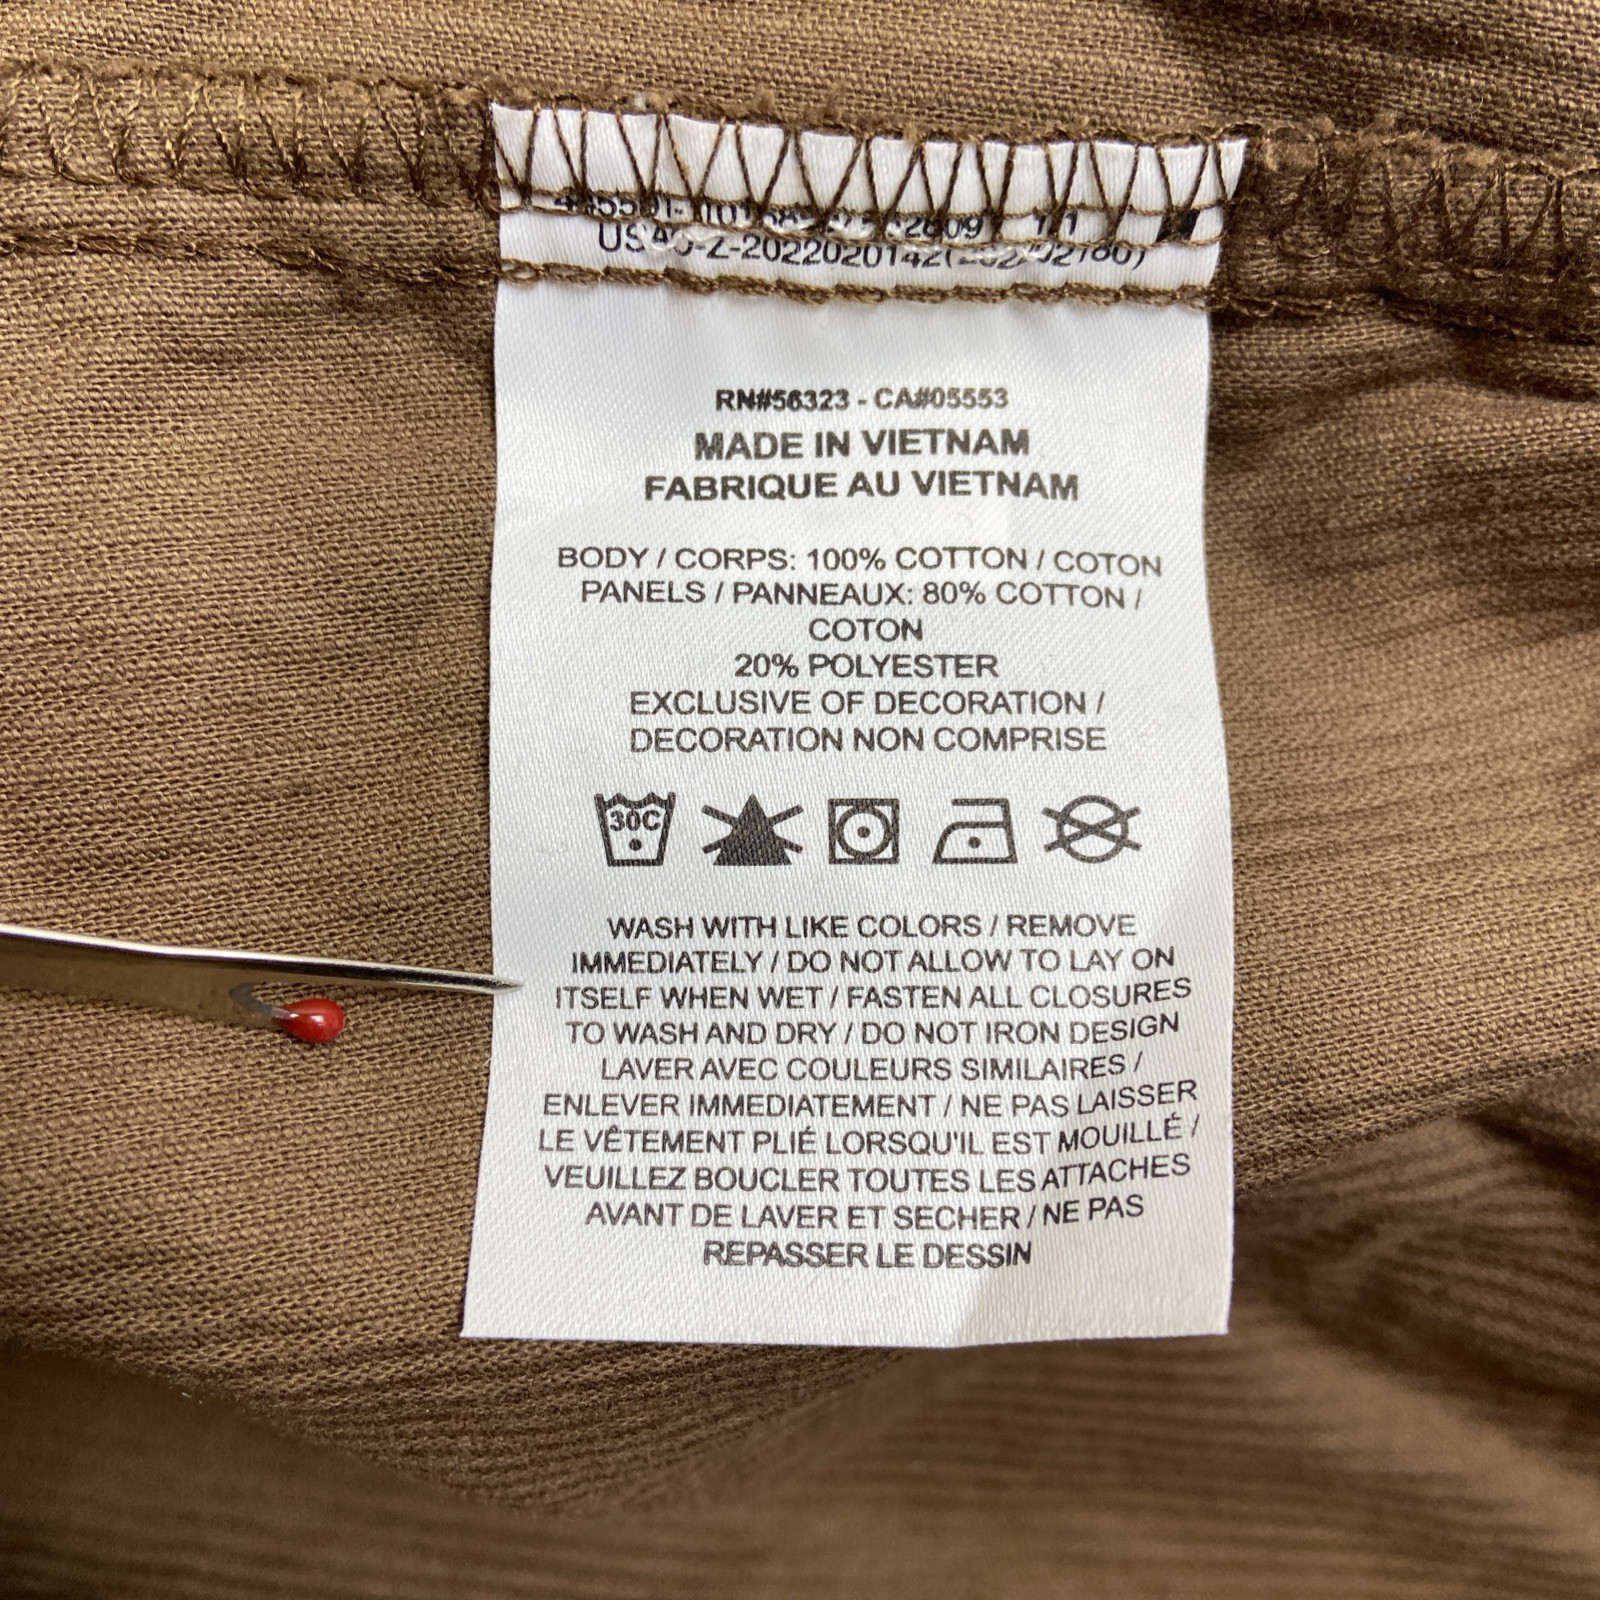 RN#56323 - CA#05553
MADE IN VIETNAM
FABRIQUE AU VIETNAM
BODY / CORPS: 100% COTTON / COTON
PANELS / PANNEAUX: 80% COTTON /
COTON
20% POLYESTER
EXCLUSIVE OF DECORATION /
DECORATION NON COMPRISE
30C
WASH WITH LIKE COLORS / REMOVE
IMMEDIATELY / DO NOT ALLOW TO LAY ON
ITSELF WHEN WET / FASTEN ALL CLOSURES
TO WASH AND DRY / DO NOT IRON DESIGN
LAVER AVEC COULEURS SIMILAIRES /
ENLEVER IMMEDIATEMENT / NE PAS LAISSER
LE VÊTEMENT PLIÉ LORSQU'IL EST MOUILLÉ /
VEUILLEZ BOUCLER TOUTES LES ATTACHES
AVANT DE LAVER ET SECHER / NE PAS
REPASSER LE DESSIN